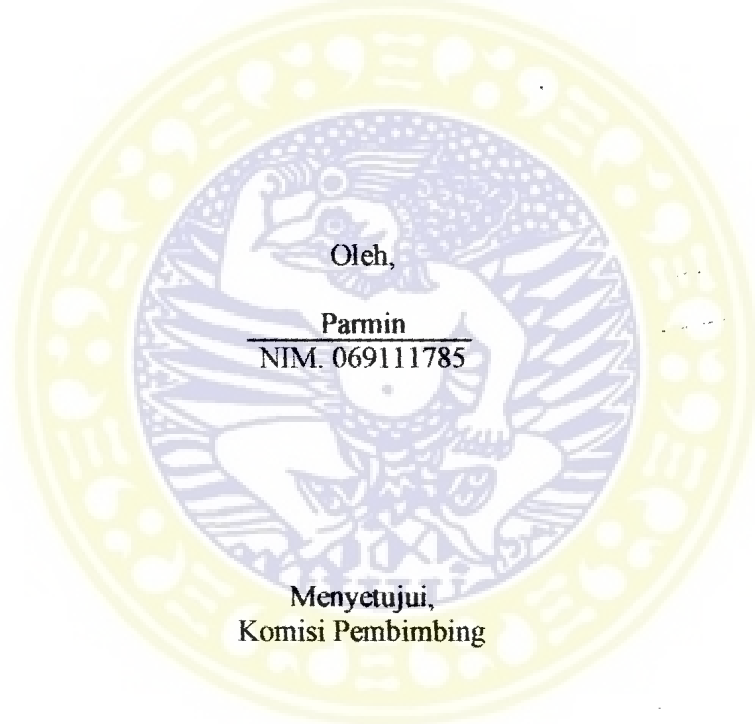 Oleh,
Parmin
NIM. 069111785
Menyetujui,
Komisi Pembimbing